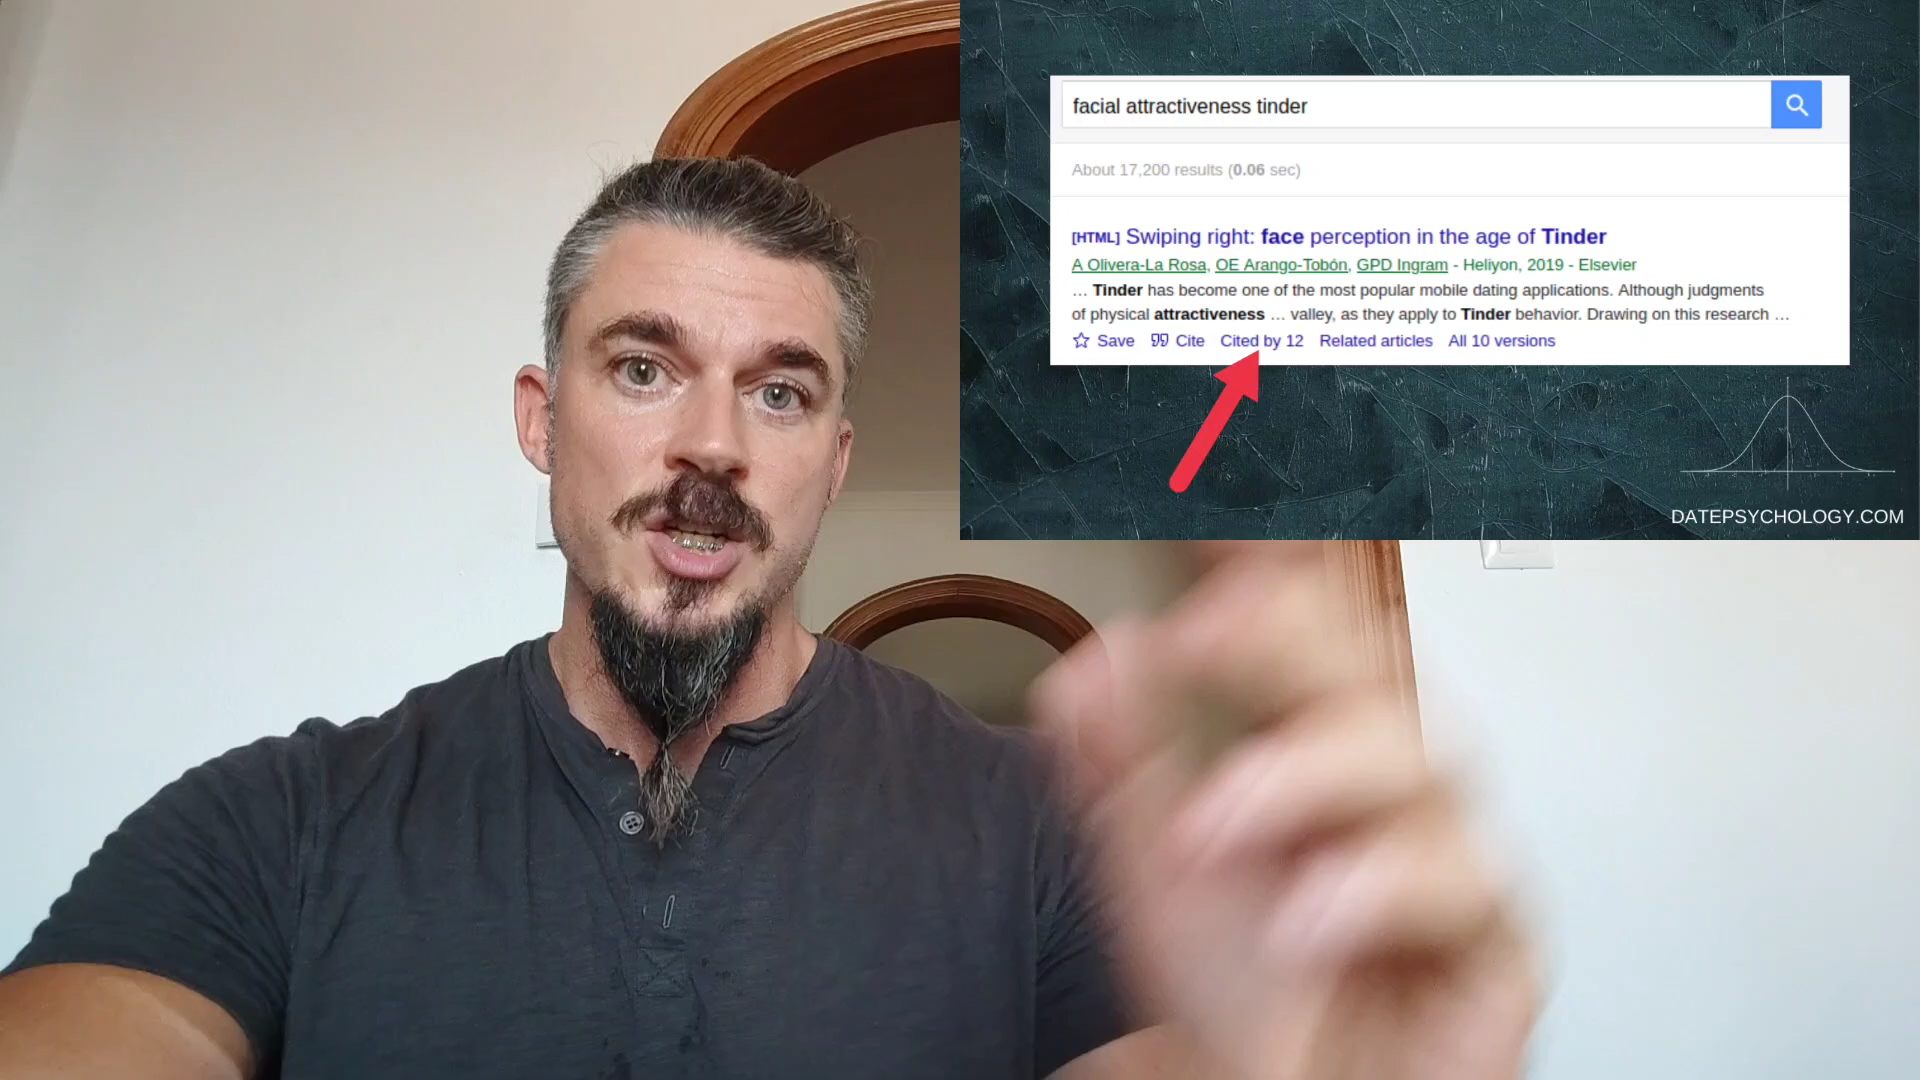 facial attractiveness tinder
About 17,200 results (0.06 sec)
[HTML] Swiping right: face perception in the age of Tinder
A Olivera-La Rosa, OE Arango-Tobón, GPD Ingram - Heliyon, 2019 - Elsevier
… Tinder has become one of the most popular mobile dating applications. Although judgments
of physical attractiveness … valley, as they apply to Tinder behavior. Drawing on this research …
Save Cite Cited by 12 Related articles All 10 versions
DATEPSYCHOLOGY.COM